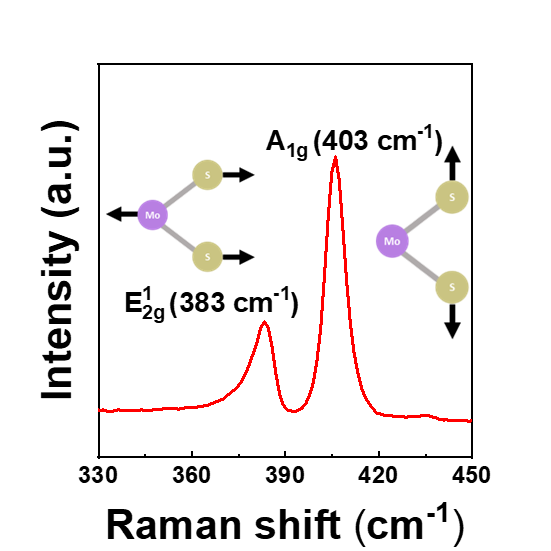 Intensity (a.u.)
A1g (403 cm-1)
S
Mo
S
S
Mo
S
E12g (383 cm-1)
330 360 390 420 450
Raman shift (cm-1)